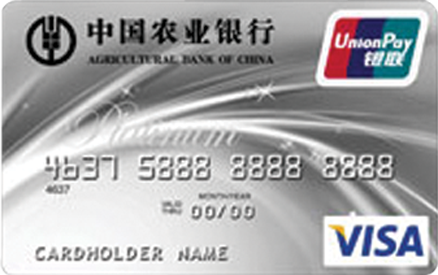 中国农业银行
AGRICULTURAL BANK OF CHINA
UnionPay
银联
Platinum
4637 5888 8888 8888
4637
MONTH/YEAR
VALID
THRU 00/00
CARDHOLDER NAME
VISA